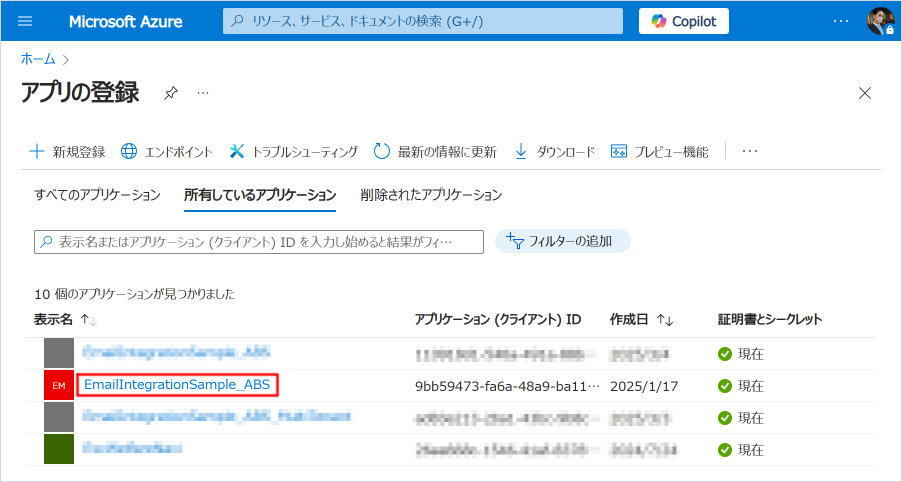 Microsoft Azure
リソース、サービス、ドキュメントの検索 (G+/)
Copilot
ホーム
アプリの登録
新規登録 エンドポイント トラブルシューティング 最新の情報に更新 ダウンロード プレビュー機能
すべてのアプリケーション 所有しているアプリケーション 削除されたアプリケーション
表示名またはアプリケーション (クライアント) ID を入力し始めると結果がフィ… フィルターの追加
10 個のアプリケーションが見つかりました
表示名 アプリケーション (クライアント) ID 作成日 証明書とシークレット
現在
EM EmailIntegrationSample_ABS 9bb59473-fa6a-48a9-ba11… 2025/1/17 現在
現在
現在